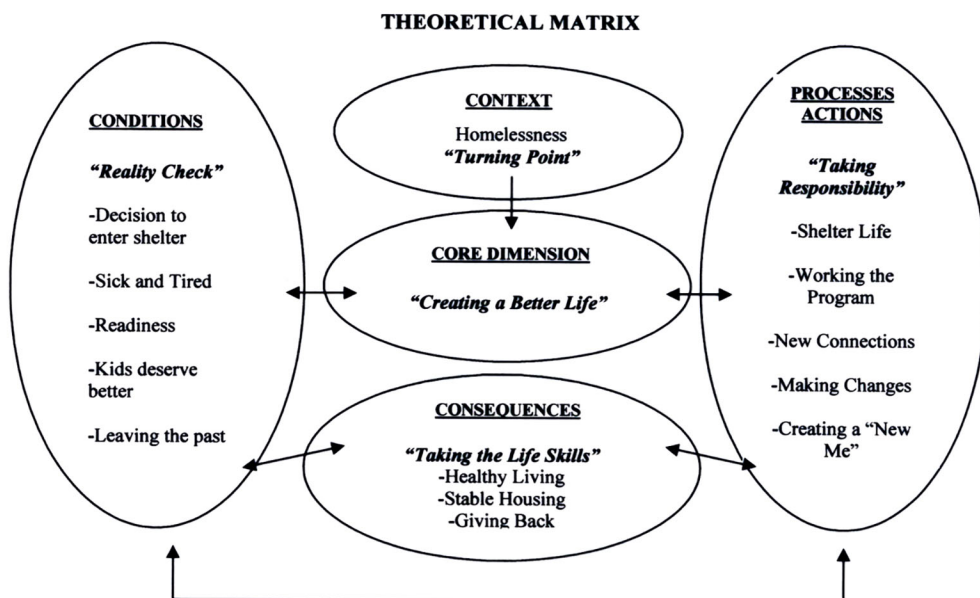 THEORETICAL MATRIX
CONDITIONS
“Reality Check”
-Decision to
enter shelter
-Sick and Tired
-Readiness
-Kids deserve
better
-Leaving the past
CONTEXT
Homelessness
“Turning Point”
CORE DIMENSION
“Creating a Better Life”
CONSEQUENCES
“Taking the Life Skills”
-Healthy Living
-Stable Housing
-Giving Back
PROCESSES
ACTIONS
“Taking
Responsibility”
-Shelter Life
-Working the
Program
-New Connections
-Making Changes
-Creating a “New
Me”